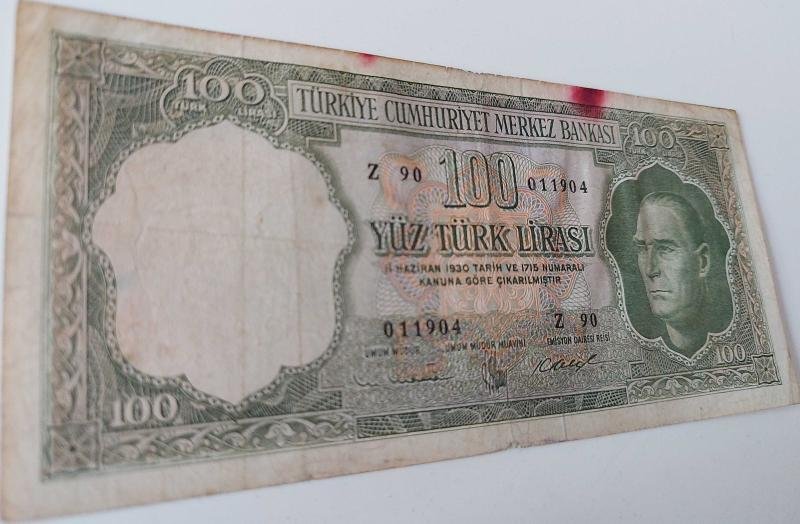 100
TÜRK LİRASI
TÜRKİYE CUMHURİYET MERKEZ BANKASI
100
Z 90
100
011904
YÜZ TÜRK LİRASI
11 HAZİRAN 1930 TARİH VE 1715 NUMARALI
KANUNA GÖRE ÇIKARILMIŞTIR
011904
Z 90
UMUM MÜDÜR
UMUM MÜDÜR MUAVİNİ
EMİSYON DAİRESİ REİSİ
100
100